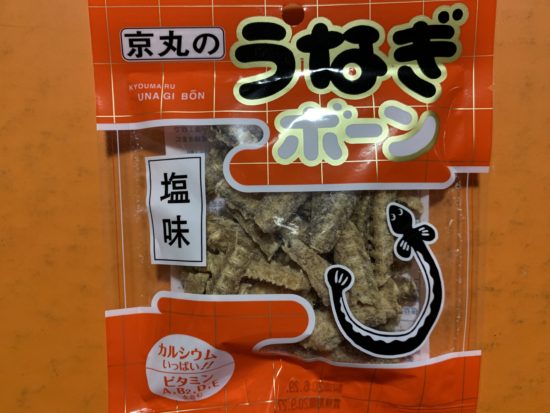 京丸の
うなぎ
KYOUMARU
UNAGI BŌN
ボーン
塩味
カルシウム
いっぱい!!
ビタミン
A,B2,D,E